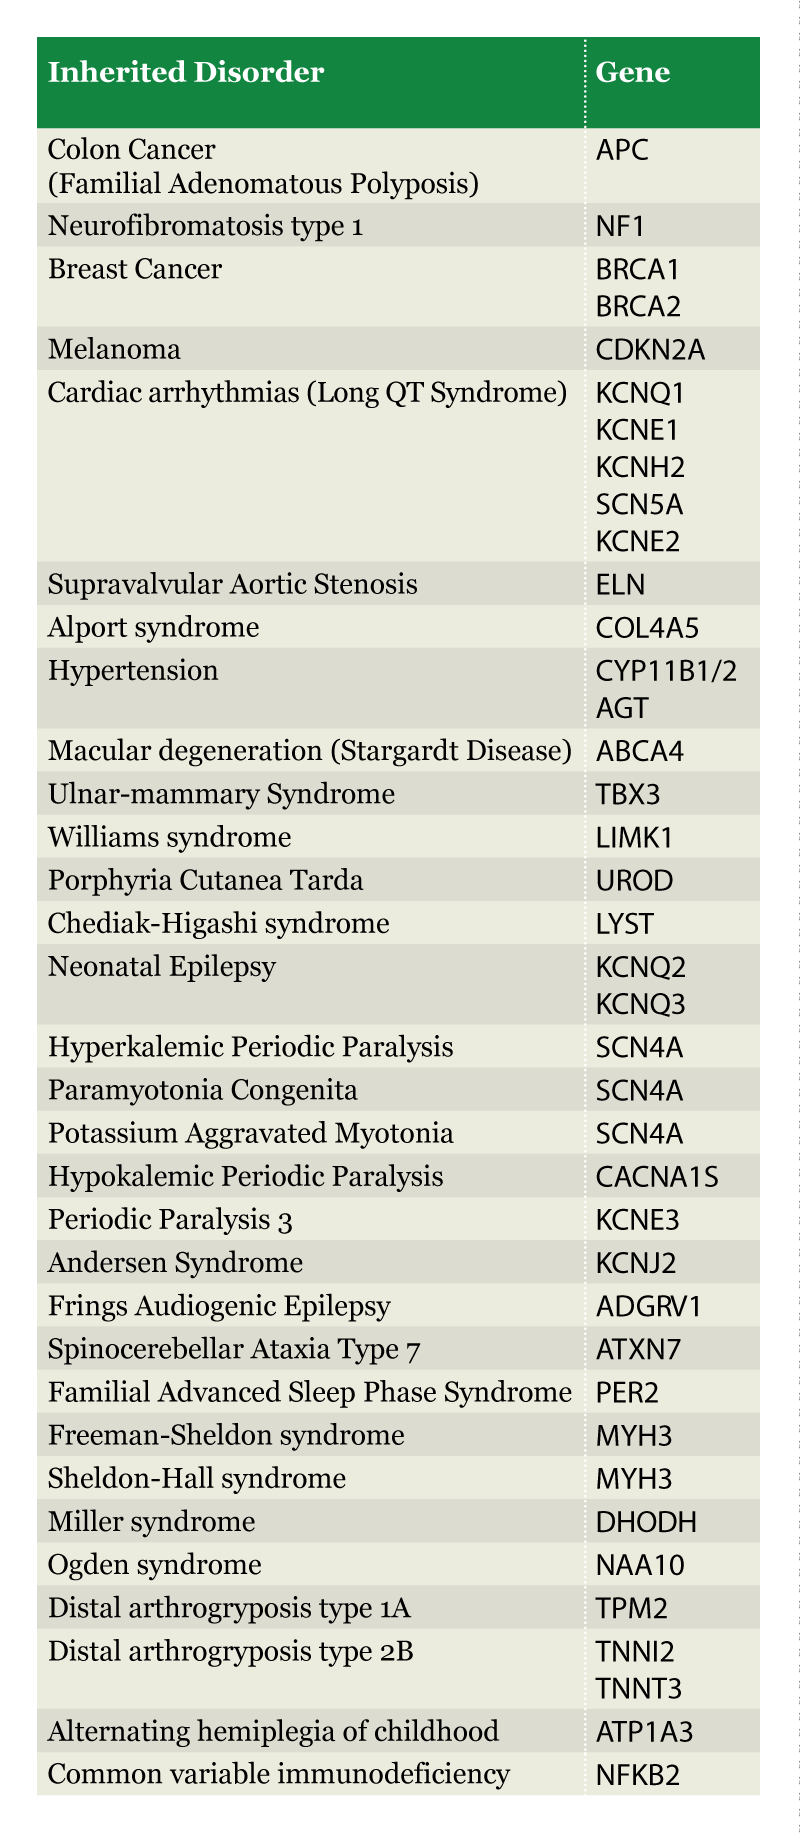 Inherited Disorder Gene
Colon Cancer APC
(Familial Adenomatous Polyposis)
Neurofibromatosis type 1 NF1
Breast Cancer BRCA1
BRCA2
Melanoma CDKN2A
Cardiac arrhythmias (Long QT Syndrome) KCNQ1
KCNE1
KCNH2
SCN5A
KCNE2
Supravalvular Aortic Stenosis ELN
Alport syndrome COL4A5
Hypertension CYP11B1/2
AGT
Macular degeneration (Stargardt Disease) ABCA4
Ulnar-mammary Syndrome TBX3
Williams syndrome LIMK1
Porphyria Cutanea Tarda UROD
Chediak-Higashi syndrome LYST
Neonatal Epilepsy KCNQ2
KCNQ3
Hyperkalemic Periodic Paralysis SCN4A
Paramyotonia Congenita SCN4A
Potassium Aggravated Myotonia SCN4A
Hypokalemic Periodic Paralysis CACNA1S
Periodic Paralysis 3 KCNE3
Andersen Syndrome KCNJ2
Frings Audiogenic Epilepsy ADGRV1
Spinocerebellar Ataxia Type 7 ATXN7
Familial Advanced Sleep Phase Syndrome PER2
Freeman-Sheldon syndrome MYH3
Sheldon-Hall syndrome MYH3
Miller syndrome DHODH
Ogden syndrome NAA10
Distal arthrogryposis type 1A TPM2
Distal arthrogryposis type 2B TNNI2
TNNT3
Alternating hemiplegia of childhood ATP1A3
Common variable immunodeficiency NFKB2